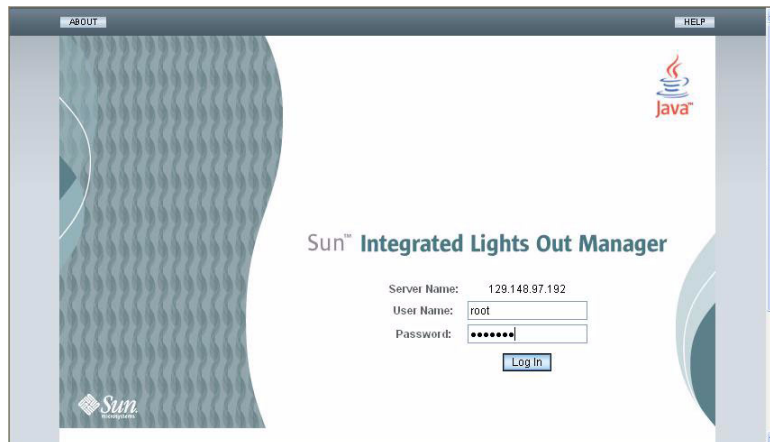 ABOUT
HELP
Java™
Sun™ Integrated Lights Out Manager
Server Name: 129.148.97.192
User Name: root
Password: •••••••
Log In
Sun
microsystems